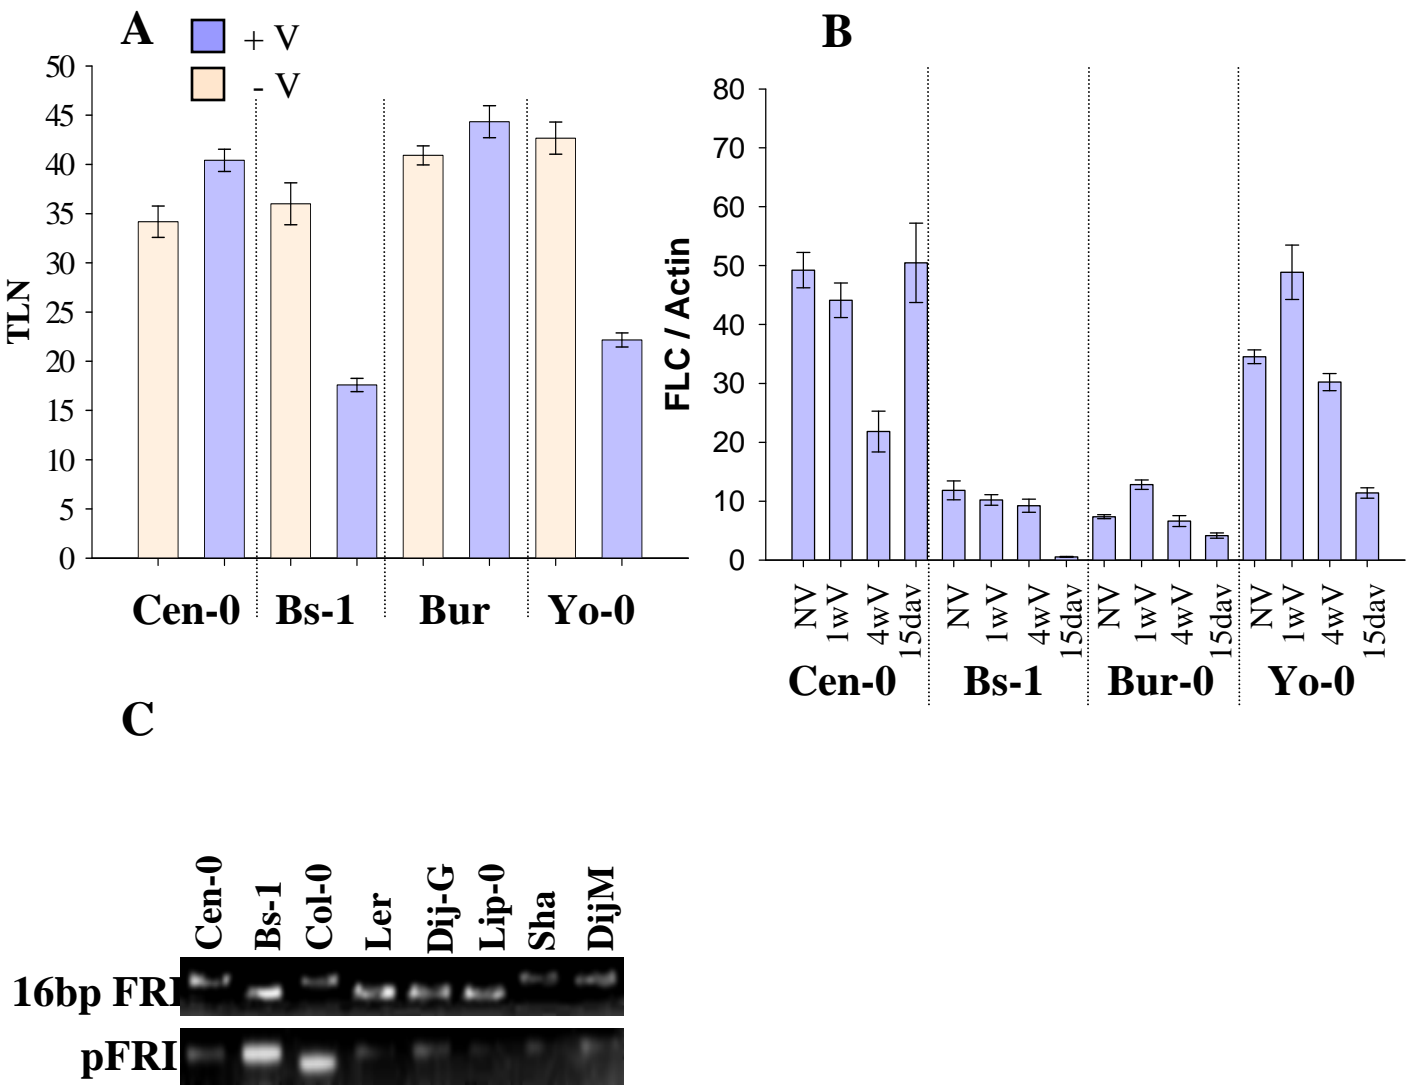 A
+ V
- V
50
45
40
35
30
25
20
15
10
5
0
TLN
Cen-0 Bs-1 Bur Yo-0
B
80
70
60
50
40
30
20
10
0
FLC / Actin
NV 1wV 4wV 15dav NV 1wV 4wV 15dav NV 1wV 4wV 15dav NV 1wV 4wV 15dav
Cen-0 Bs-1 Bur-0 Yo-0
C
Cen-0 Bs-1 Col-0 Ler Dij-G Lip-0 Sha DijM
16bp FRI
pFRI